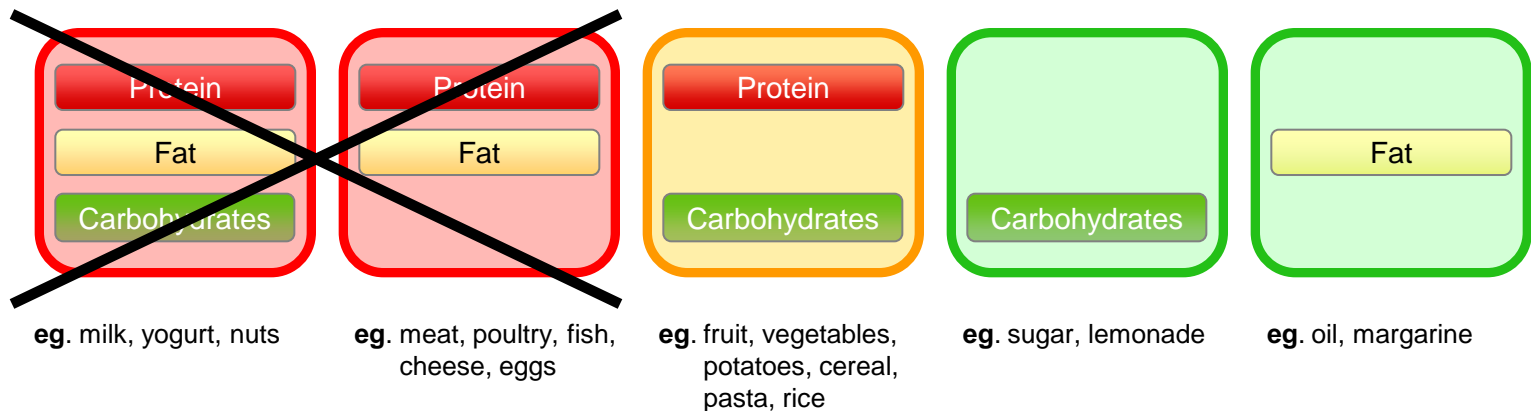 Protein
Fat
Carbohydrates
eg. milk, yogurt, nuts
Protein
Fat
eg. meat, poultry, fish,
cheese, eggs
Protein
Carbohydrates
eg. fruit, vegetables,
potatoes, cereal,
pasta, rice
Carbohydrates
eg. sugar, lemonade
Fat
eg. oil, margarine